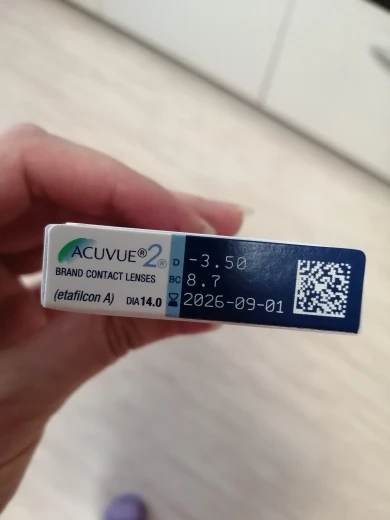 ACUVUE®2®
BRAND CONTACT LENSES
(etafilcon A) DIA 14.0
D -3.50
BC 8.7
2026-09-01